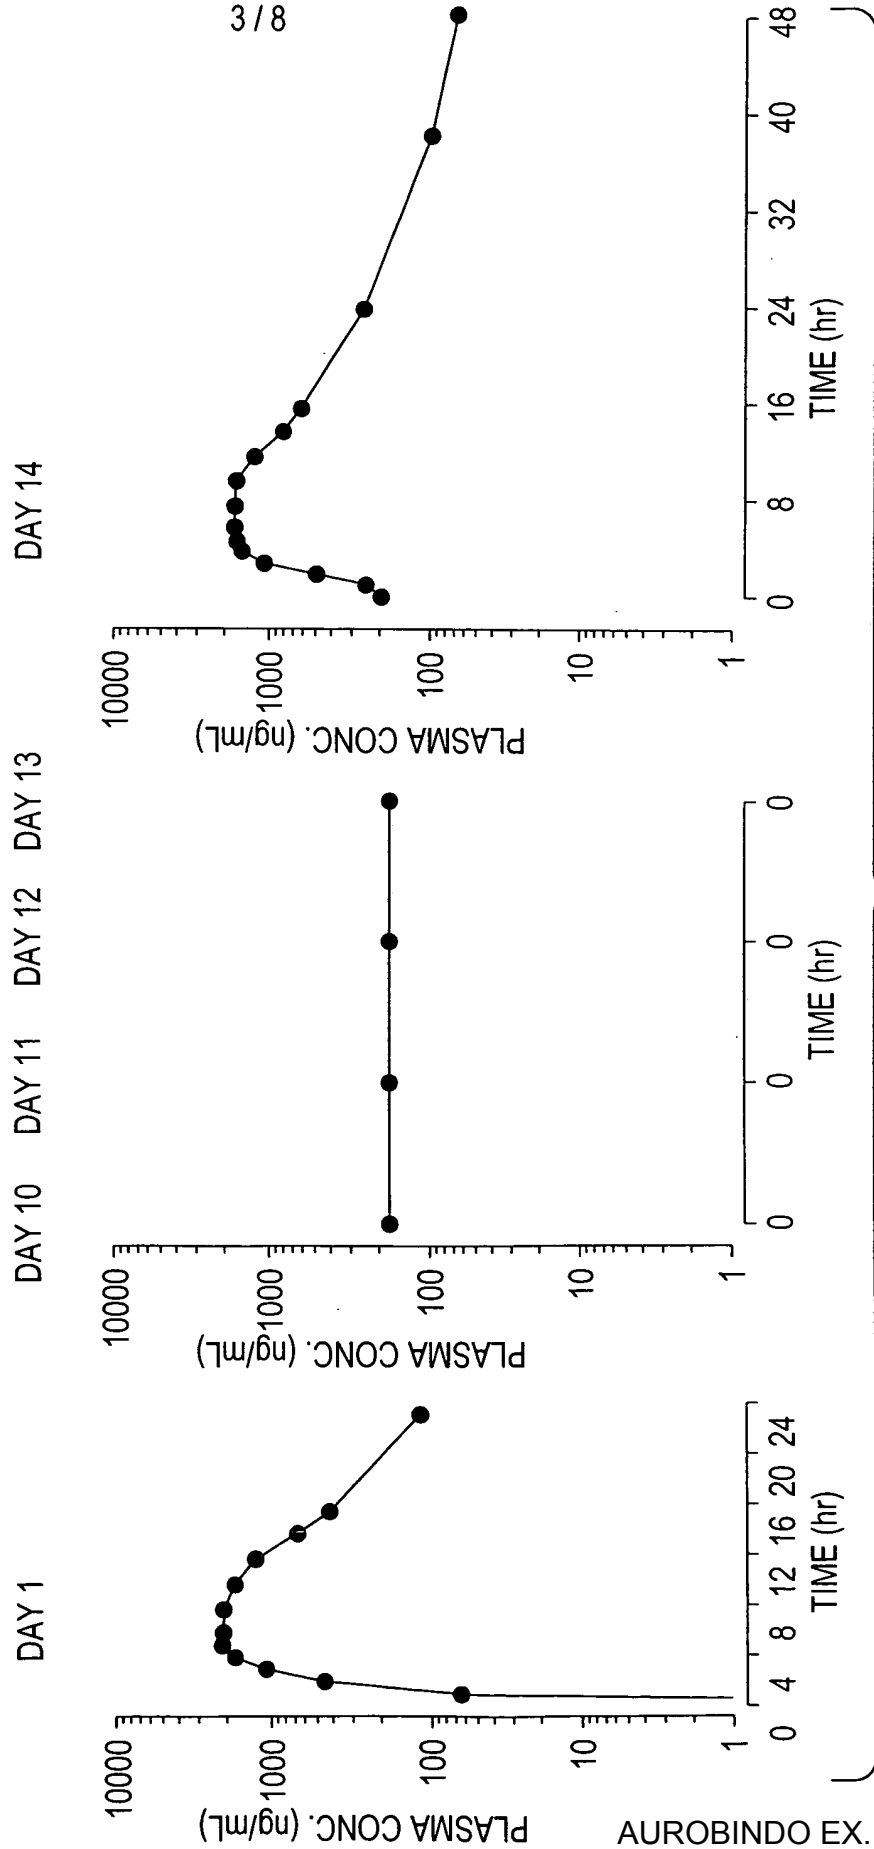 3 / 8
DAY 1
PLASMA CONC. (ng/mL)
10000
1000
100
10
1
0 4 8 12 16 20 24
TIME (hr)
DAY 10 DAY 11 DAY 12 DAY 13
PLASMA CONC. (ng/mL)
10000
1000
100
10
1
0 0 0 0
TIME (hr)
DAY 14
PLASMA CONC. (ng/mL)
10000
1000
100
10
1
0 8 16 24 32 40 48
TIME (hr)
AUROBINDO EX.